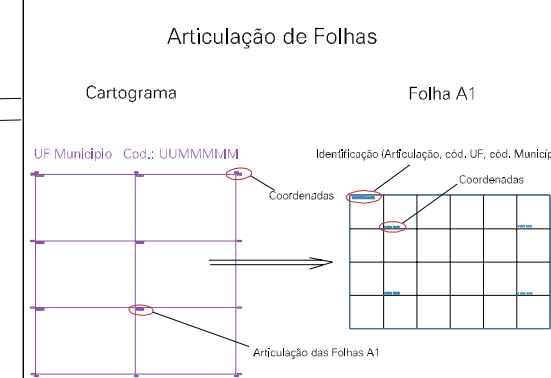 Articulação de Folhas
Cartograma
Folha A1
UF Municipio Cod.: UUMMMMM
Identificação (Articulação, cód. UF, cód. Municíp
Coordenadas
Coordenadas
Articulação das Folhas A1